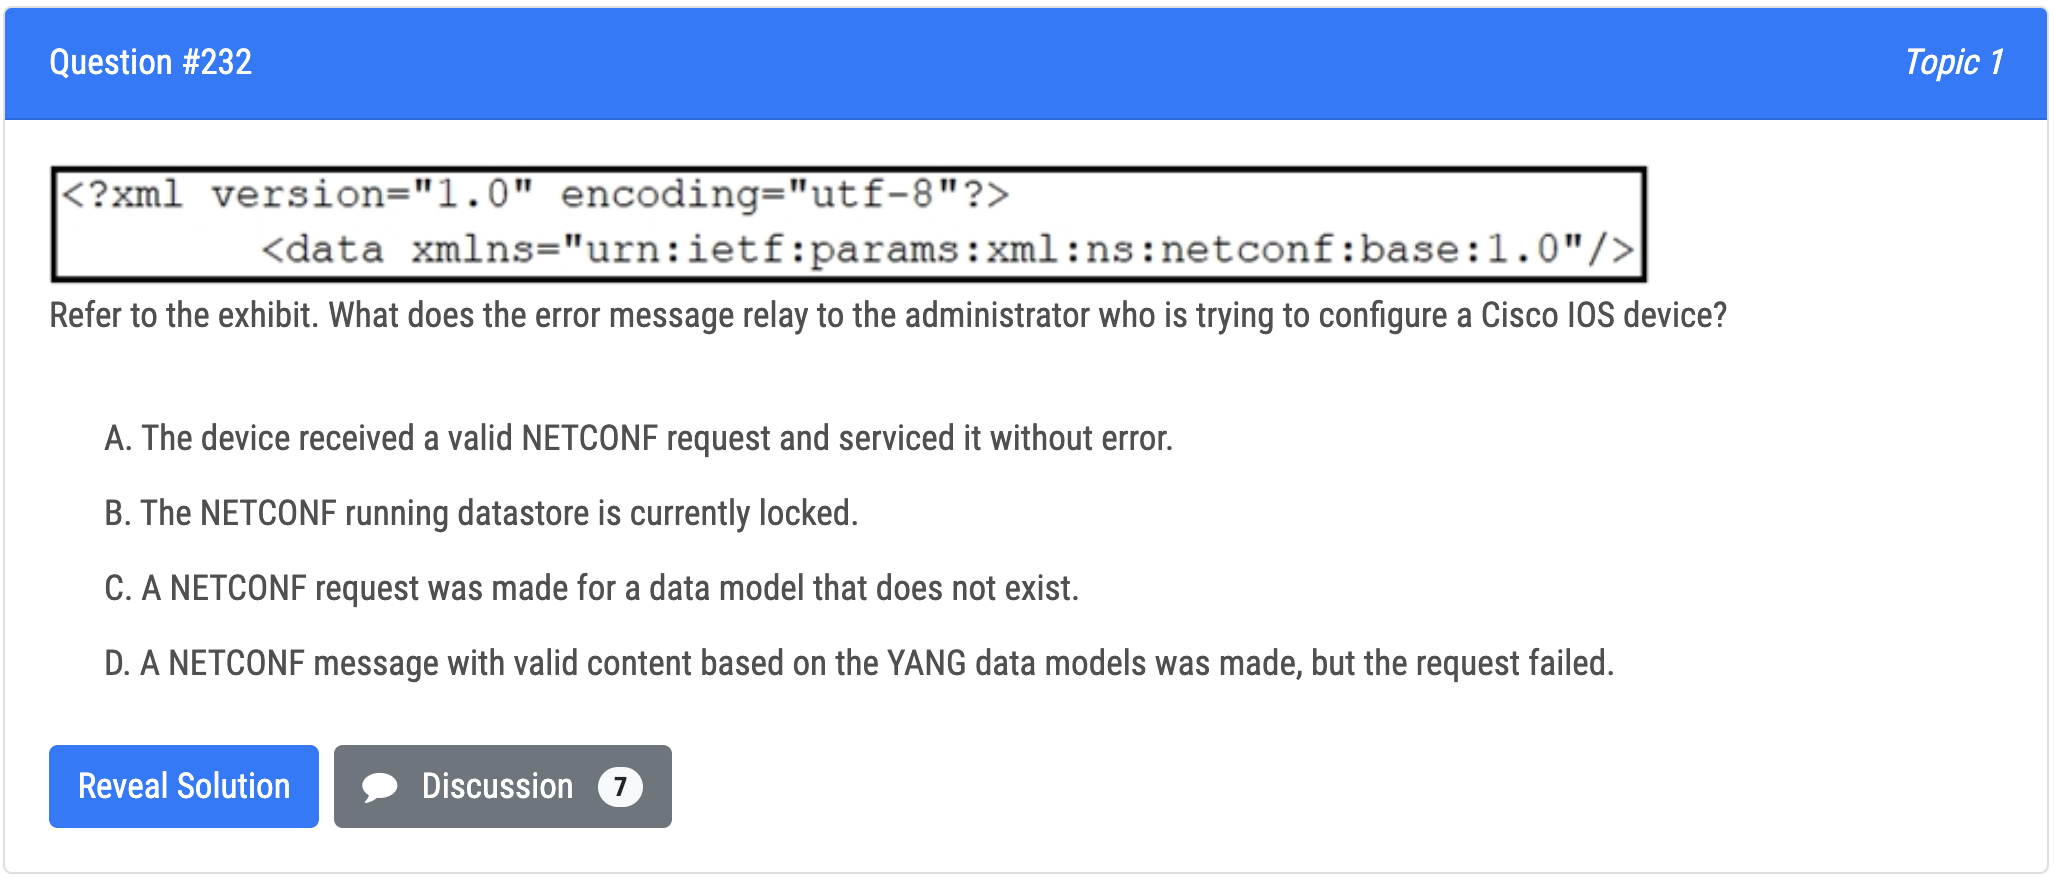 Question #232
Topic 1
<?xml version="1.0" encoding="utf-8"?>
<data xmlns="urn:ietf:params:xml:ns:netconf:base:1.0"/>
Refer to the exhibit. What does the error message relay to the administrator who is trying to configure a Cisco IOS device?
A. The device received a valid NETCONF request and serviced it without error.
B. The NETCONF running datastore is currently locked.
C. A NETCONF request was made for a data model that does not exist.
D. A NETCONF message with valid content based on the YANG data models was made, but the request failed.
Reveal Solution
Discussion 7